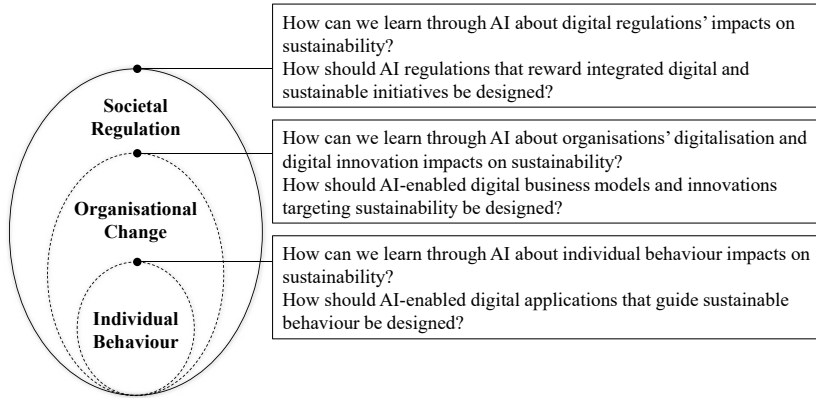 How can we learn through AI about digital regulations’ impacts on
sustainability?
How should AI regulations that reward integrated digital and
sustainable initiatives be designed?
Societal
Regulation
How can we learn through AI about organisations’ digitalisation and
digital innovation impacts on sustainability?
How should AI-enabled digital business models and innovations
targeting sustainability be designed?
Organisational
Change
How can we learn through AI about individual behaviour impacts on
sustainability?
How should AI-enabled digital applications that guide sustainable
behaviour be designed?
Individual
Behaviour